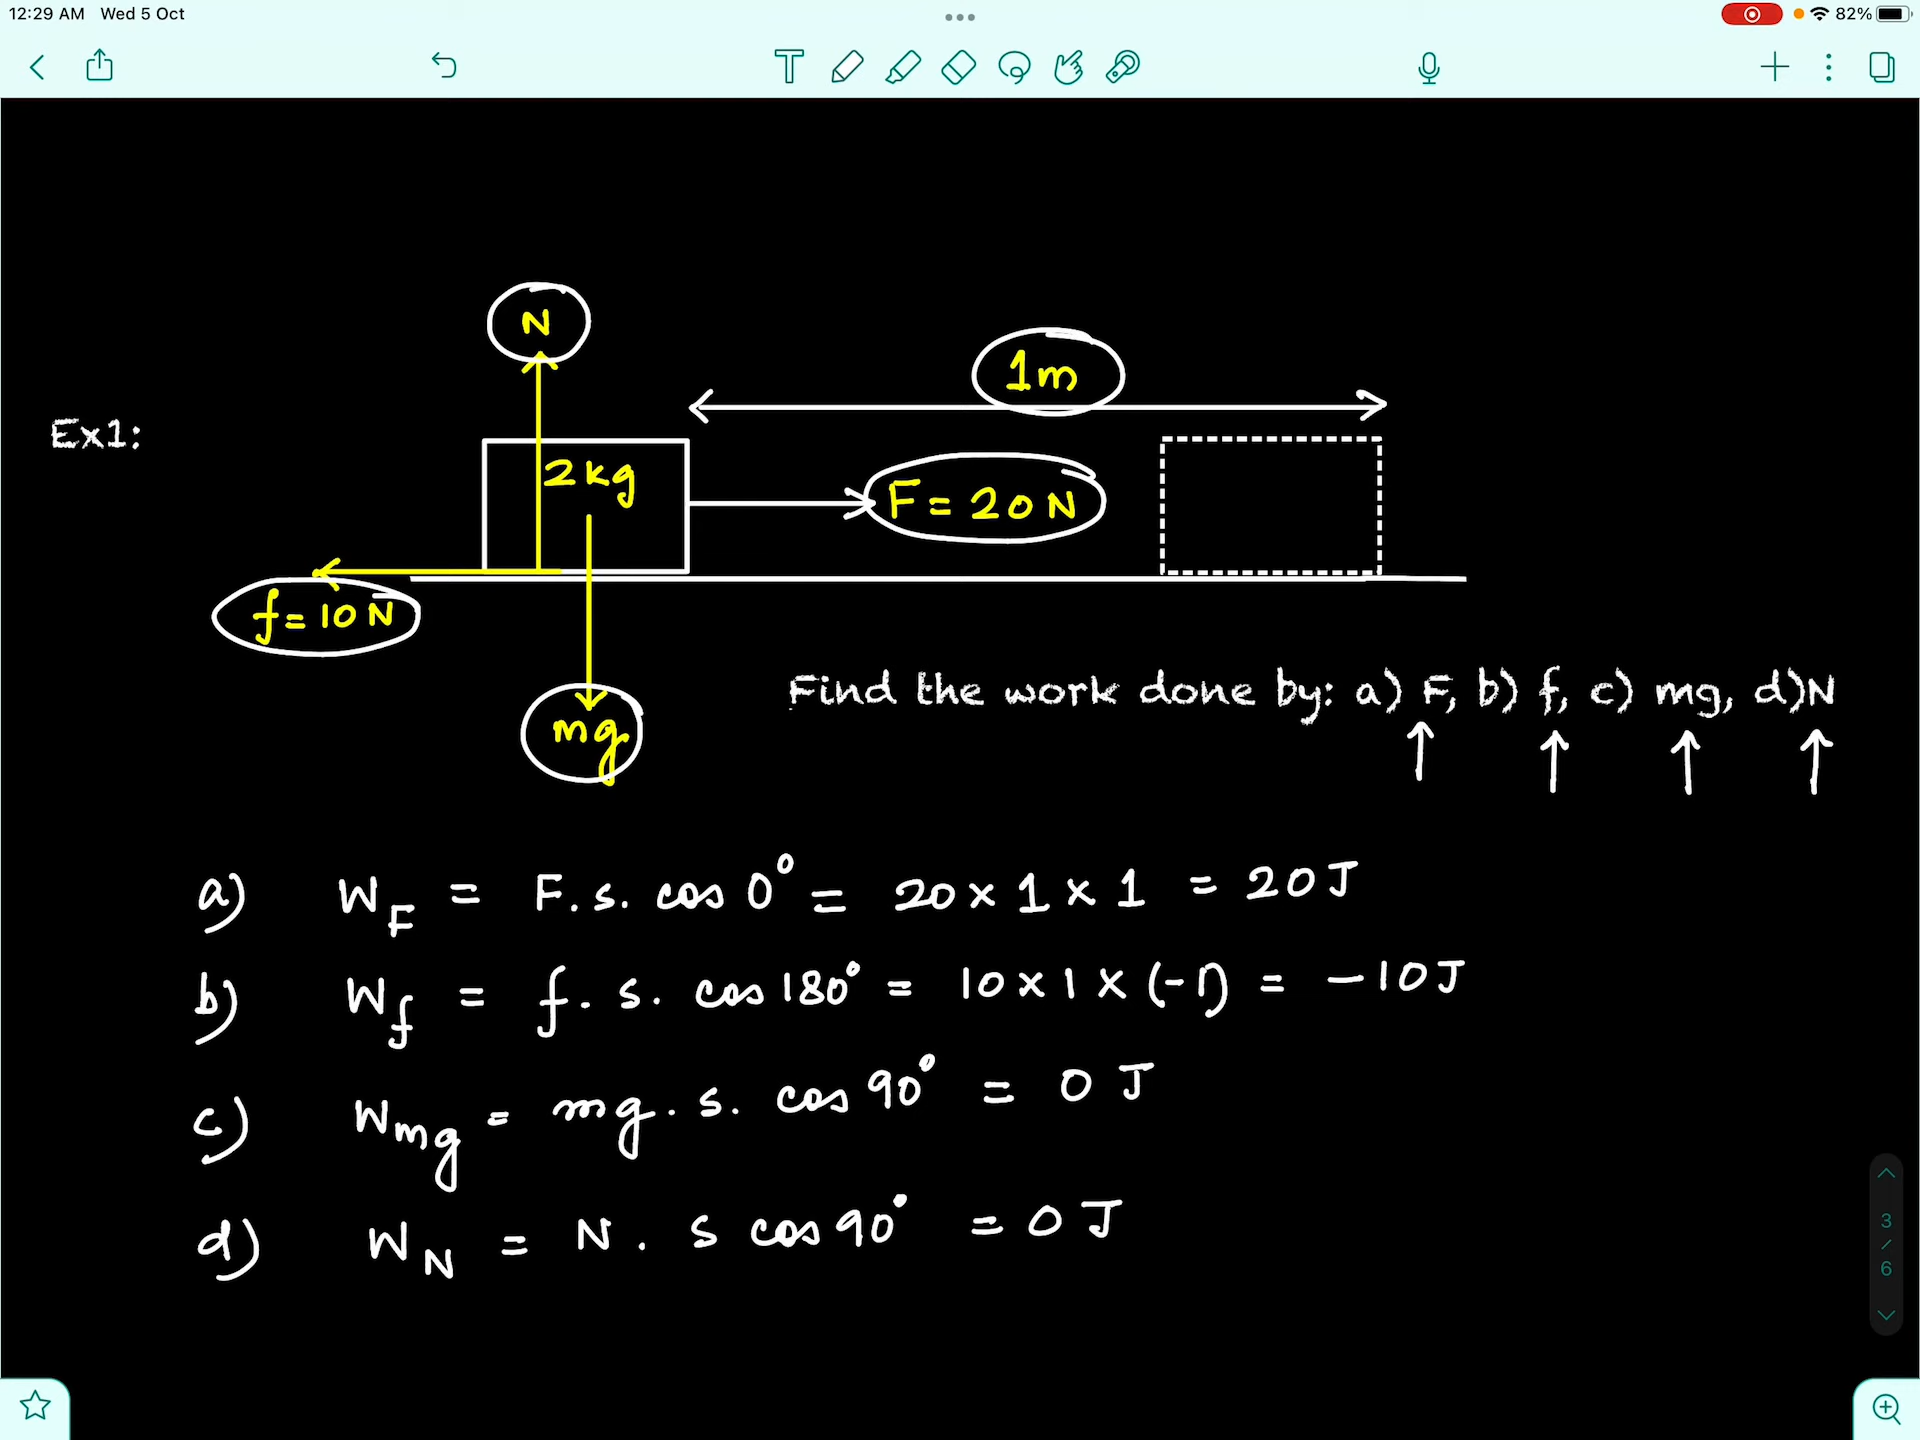 12:29 AM Wed 5 Oct
82%
N
1m
Ex1:
2kg
F = 20 N
f = 10 N
mg
Find the work done by: a) F, b) f, c) mg, d)N
a) W_F = F.s. cos 0° = 20 x 1 x 1 = 20 J
b) W_f = f. s. cos 180° = 10 x 1 x (-1) = -10 J
c) W_mg = mg. s. cos 90° = 0 J
d) W_N = N. s cos 90° = 0 J
3
/
6